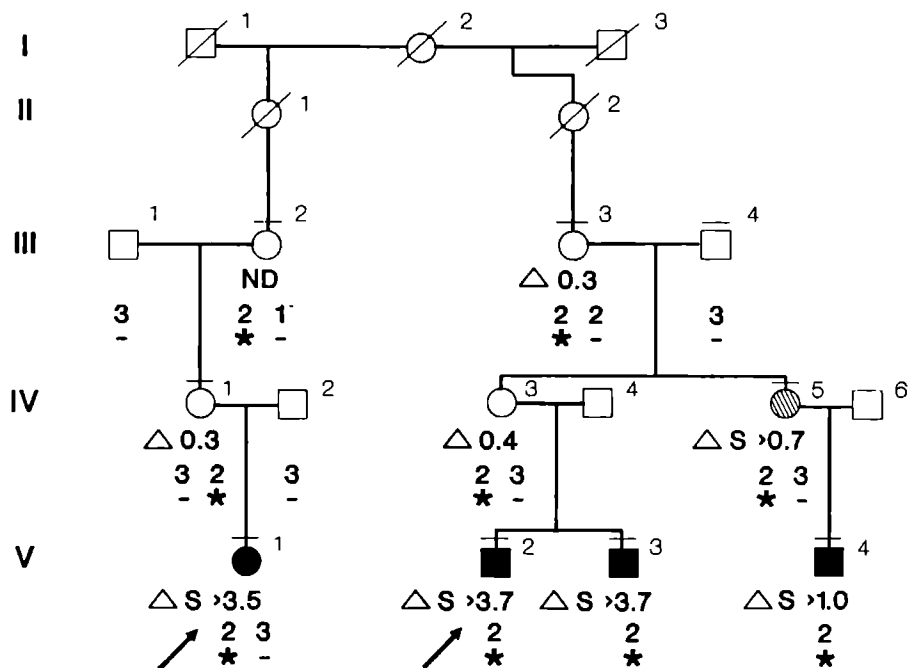 I 1 2 3
II 1 2
III 1 2 3 4
ND △ 0.3
3 2 1 2 2 3
- * - * - -
IV 1 2 3 4 5 6
△ 0.3 △ 0.4 △ S >0.7
3 2 3 2 3 2 3
- * - * - * -
V 1 2 3 4
△ S >3.5 △ S >3.7 △ S >3.7 △ S >1.0
2 3 2 2 2
* - * * *